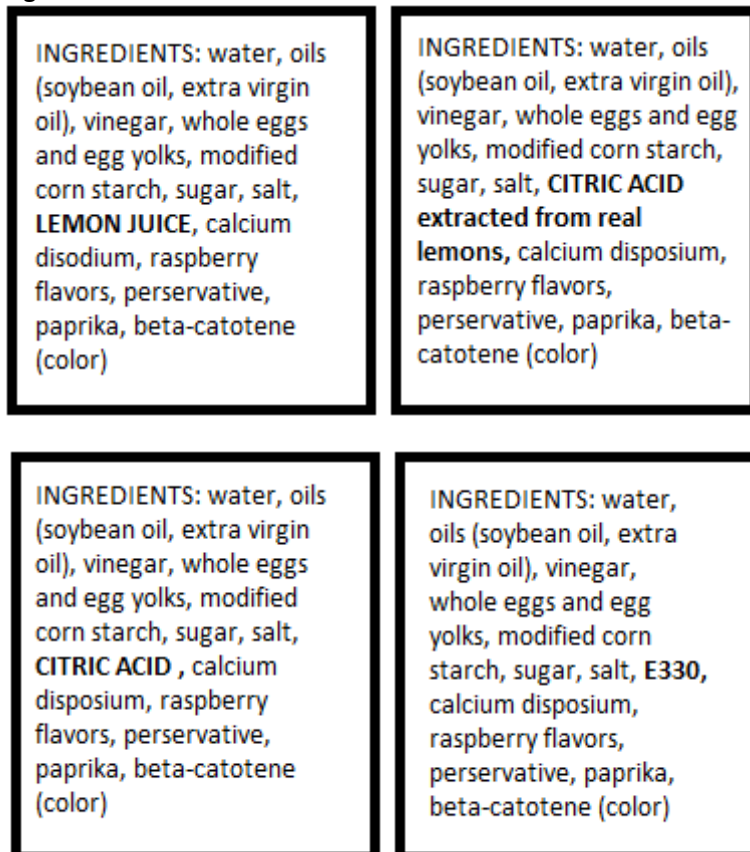 INGREDIENTS: water, oils
(soybean oil, extra virgin
oil), vinegar, whole eggs
and egg yolks, modified
corn starch, sugar, salt,
LEMON JUICE, calcium
disodium, raspberry
flavors, perservative,
paprika, beta-catotene
(color)
INGREDIENTS: water, oils
(soybean oil, extra virgin oil),
vinegar, whole eggs and egg
yolks, modified corn starch,
sugar, salt, CITRIC ACID
extracted from real
lemons, calcium disposium,
raspberry flavors,
perservative, paprika, beta-
catotene (color)
INGREDIENTS: water, oils
(soybean oil, extra virgin
oil), vinegar, whole eggs
and egg yolks, modified
corn starch, sugar, salt,
CITRIC ACID , calcium
disposium, raspberry
flavors, perservative,
paprika, beta-catotene
(color)
INGREDIENTS: water,
oils (soybean oil, extra
virgin oil), vinegar,
whole eggs and egg
yolks, modified corn
starch, sugar, salt, E330,
calcium disposium,
raspberry flavors,
perservative, paprika,
beta-catotene (color)